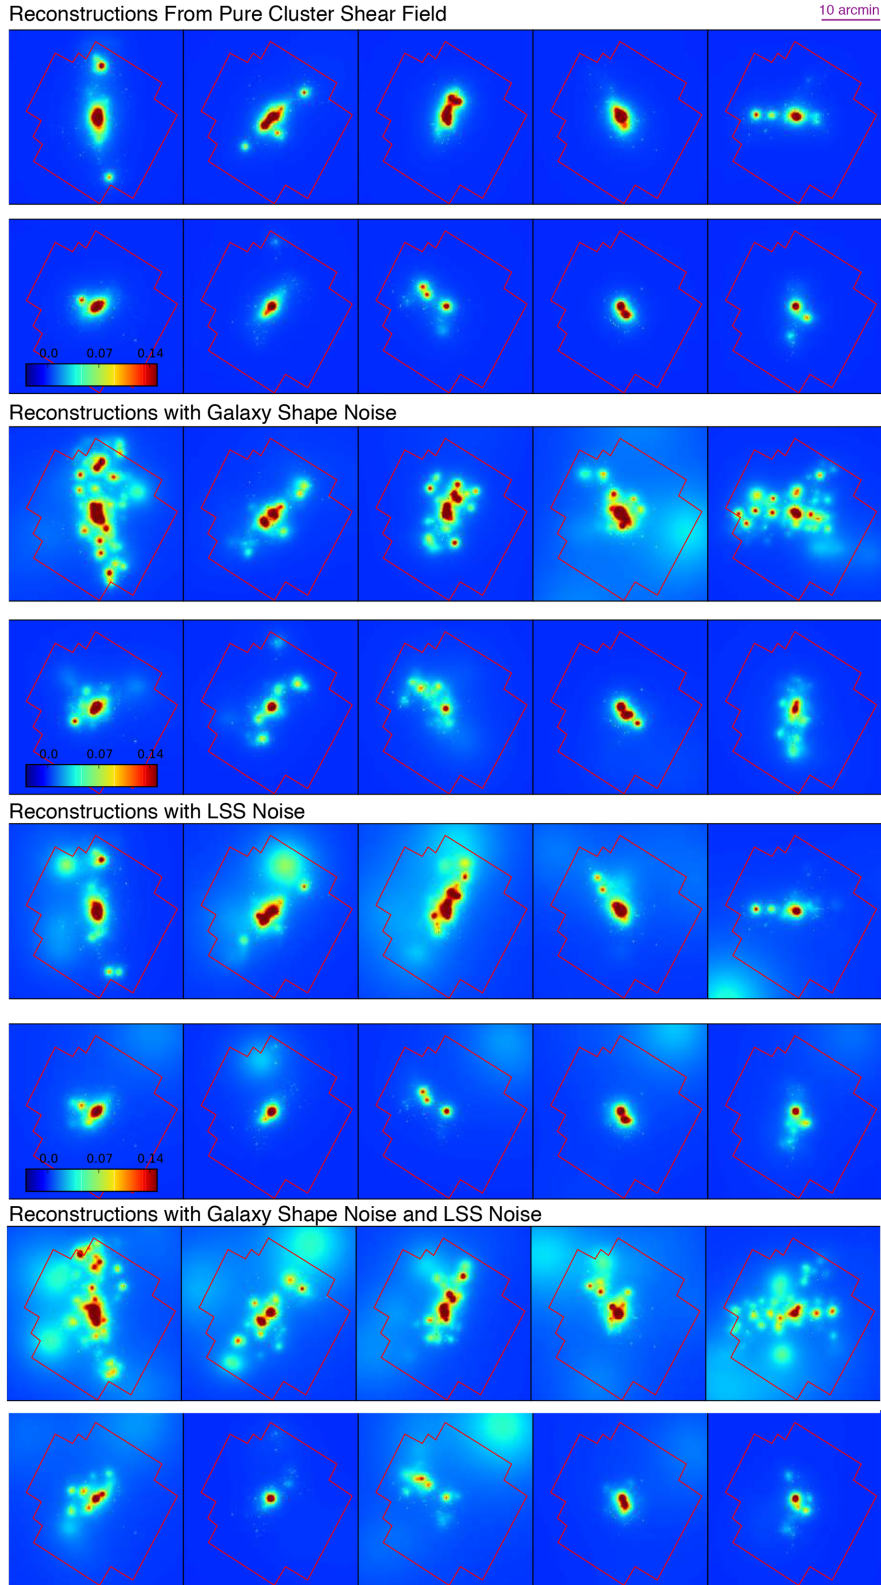 Reconstructions From Pure Cluster Shear Field
10 arcmin
0.0 0.07 0.14
Reconstructions with Galaxy Shape Noise
0.0 0.07 0.14
Reconstructions with LSS Noise
0.0 0.07 0.14
Reconstructions with Galaxy Shape Noise and LSS Noise